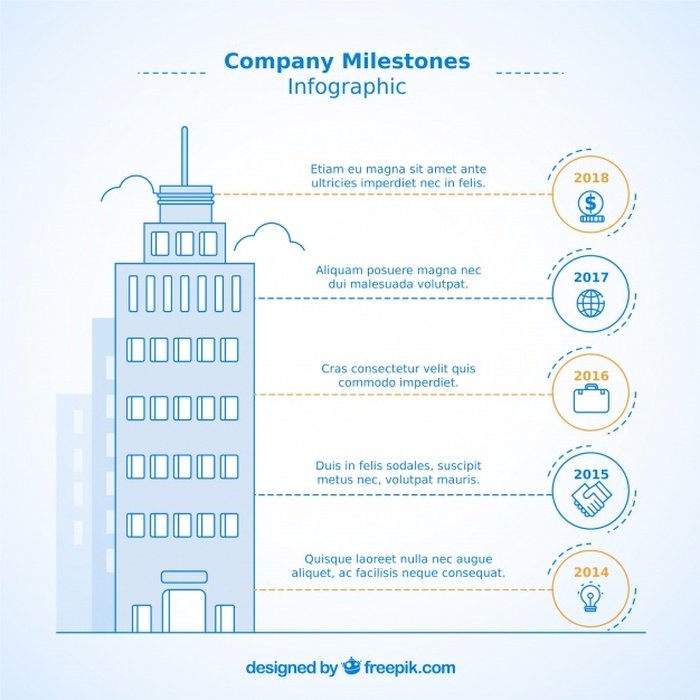 Company Milestones
Infographic
Etiam eu magna sit amet ante
ultricies imperdiet nec in felis.
2018
$
Aliquam posuere magna nec
dui malesuada volutpat.
2017
Cras consectetur velit quis
commodo imperdiet.
2016
Duis in felis sodales, suscipit
metus nec, volutpat mauris.
2015
Quisque laoreet nulla nec augue
aliquet, ac facilisis neque consequat.
2014
designed by freepik.com